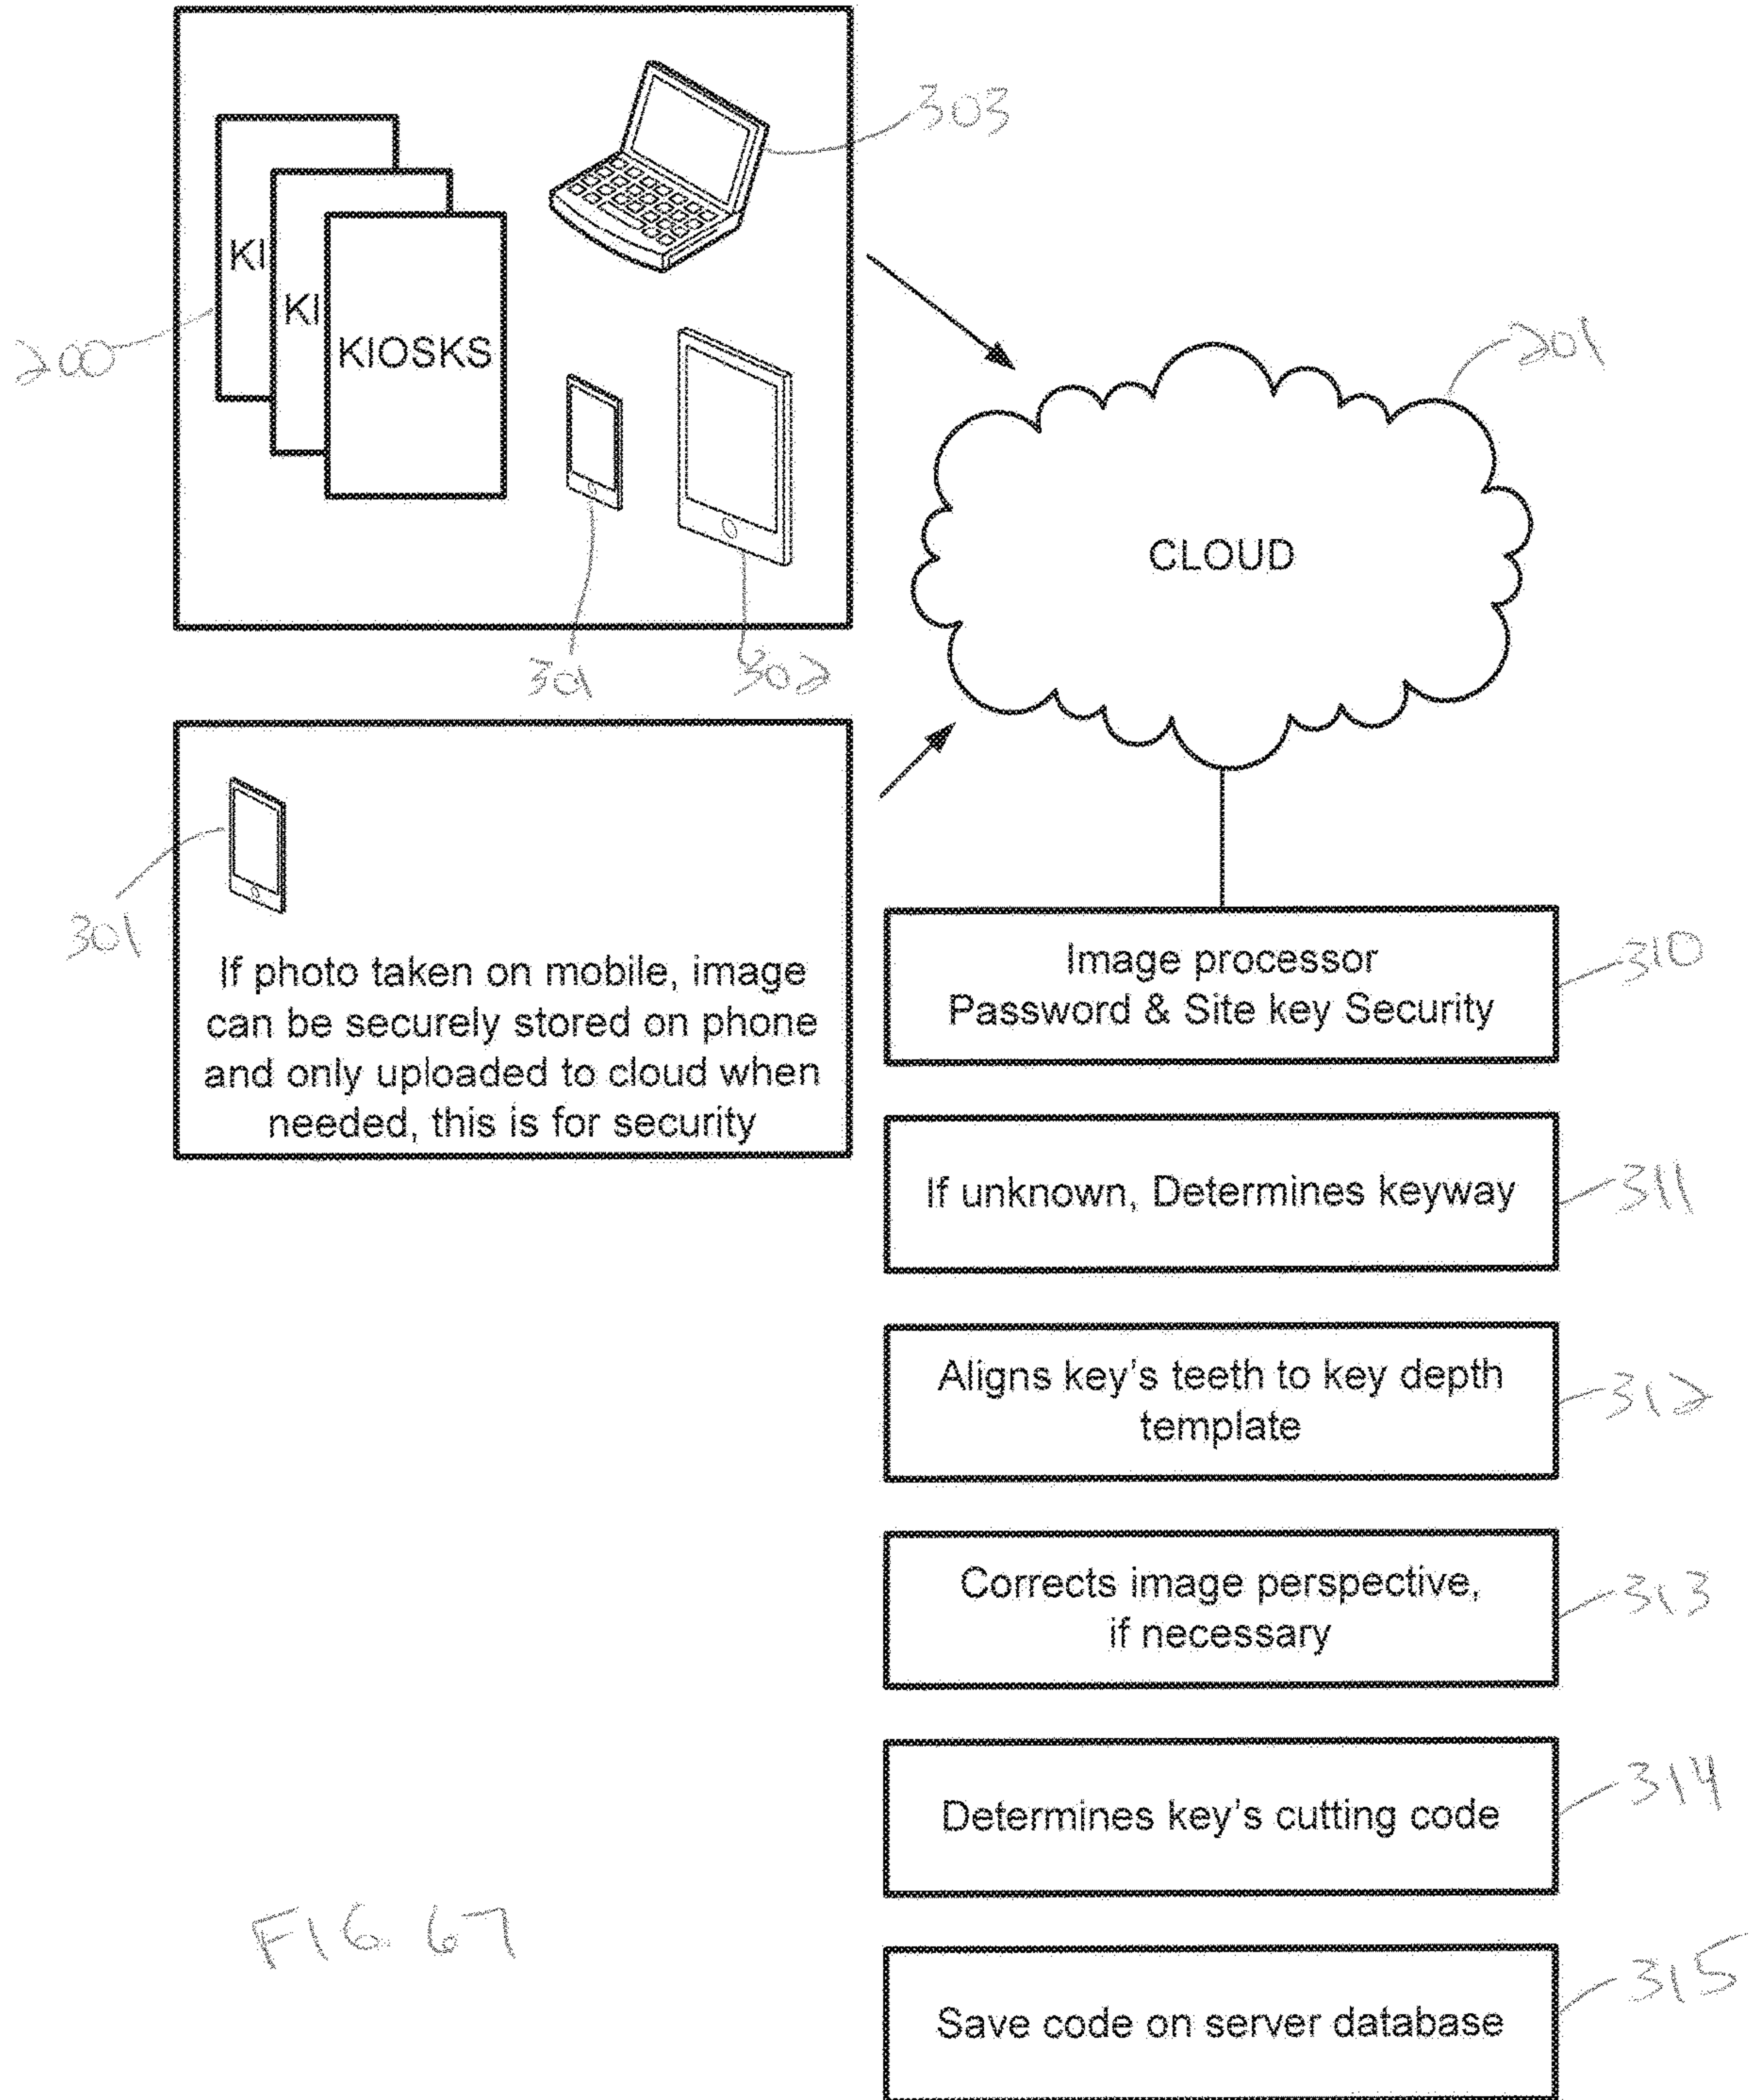 303
KI
KI
KIOSKS
200
201
CLOUD
301
302
301
If photo taken on mobile, image
can be securely stored on phone
and only uploaded to cloud when
needed, this is for security
Image processor
Password & Site key Security
310
If unknown, Determines keyway
311
Aligns key's teeth to key depth
template
312
Corrects image perspective,
if necessary
313
Determines key's cutting code
314
Save code on server database
315
FIG. 67